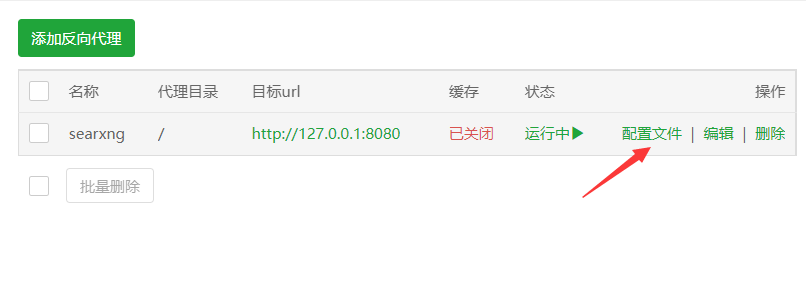 添加反向代理
名称 代理目录 目标url 缓存 状态 操作
searxng / http://127.0.0.1:8080 已关闭 运行中 配置文件 | 编辑 | 删除
批量删除